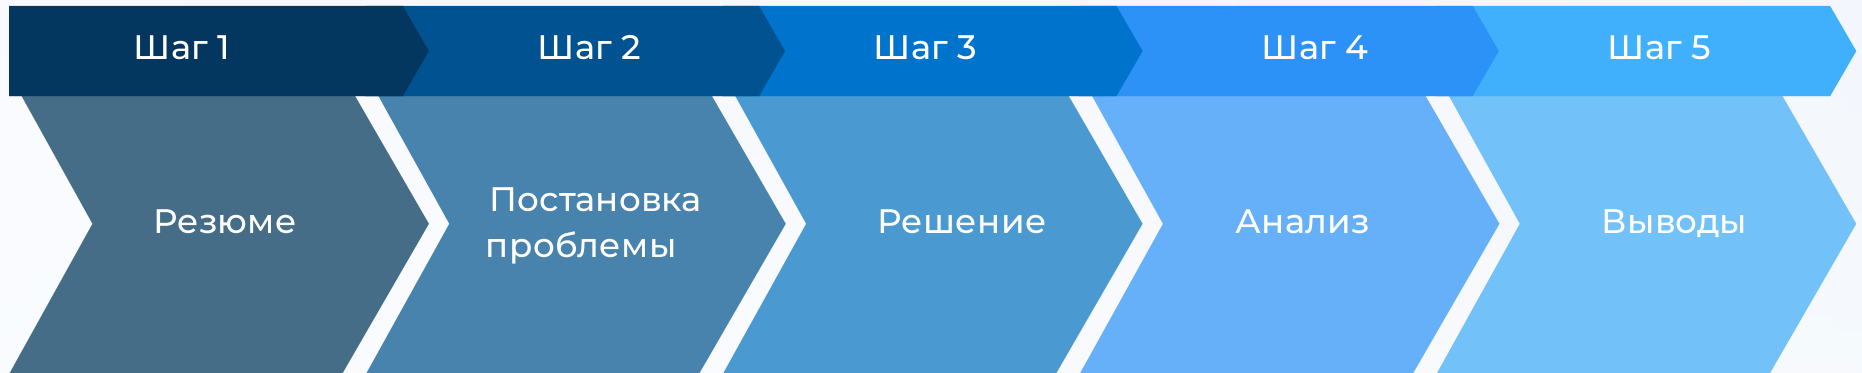 Шаг 1
Шаг 2
Шаг 3
Шаг 4
Шаг 5
Резюме
Постановка
проблемы
Решение
Анализ
Выводы